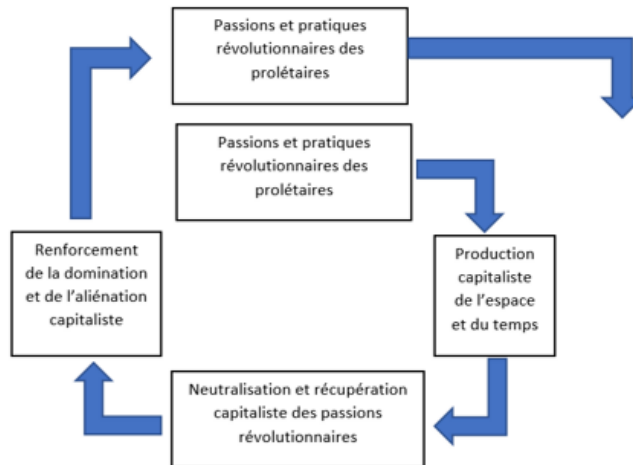 Passions et pratiques
révolutionnaires des
prolétaires
Passions et pratiques
révolutionnaires des
prolétaires
Renforcement
de la domination
et de l’aliénation
capitaliste
Production
capitaliste
de l’espace
et du temps
Neutralisation et récupération
capitaliste des passions
révolutionnaires